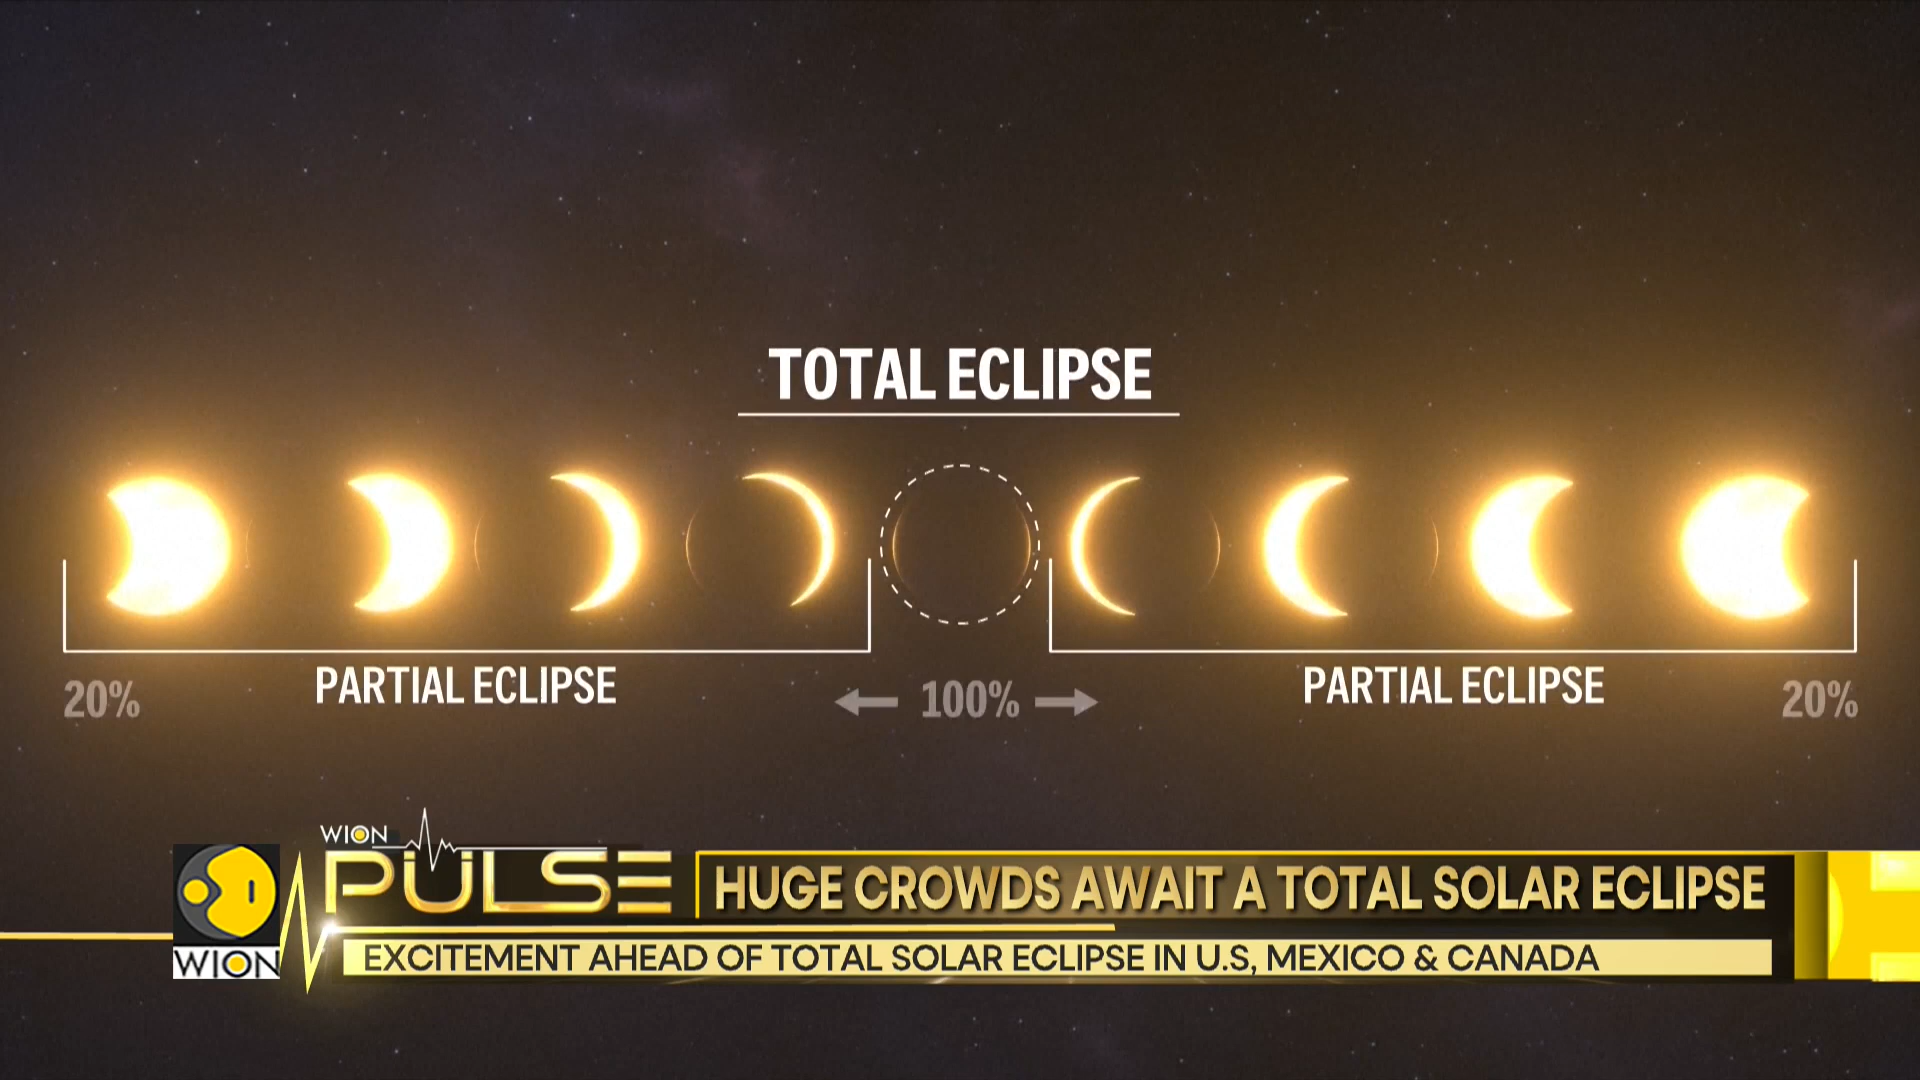 TOTAL ECLIPSE
PARTIAL ECLIPSE
PARTIAL ECLIPSE
20%
100%
20%
WION
PULSE
HUGE CROWDS AWAIT A TOTAL SOLAR ECLIPSE
WION
EXCITEMENT AHEAD OF TOTAL SOLAR ECLIPSE IN U.S, MEXICO & CANADA